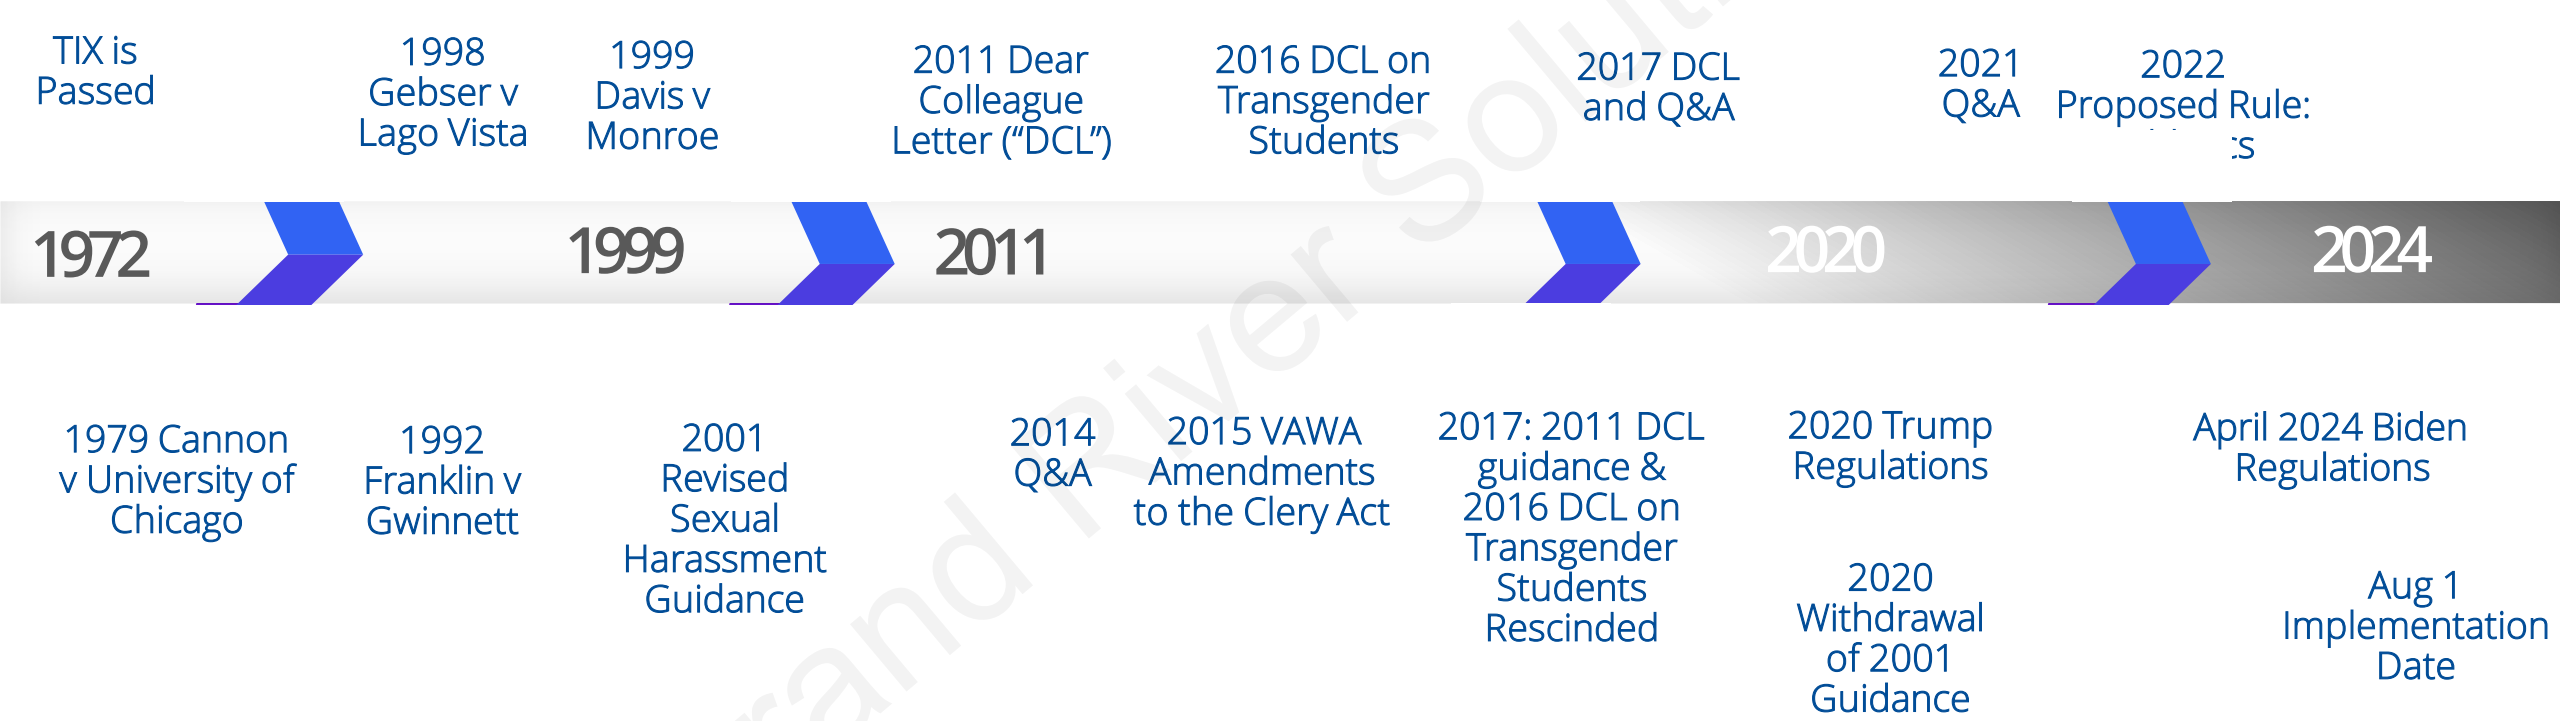 TIX is
Passed
1998
Gebser v
Lago Vista
1999
Davis v
Monroe
2011 Dear
Colleague
Letter (“DCL”)
2016 DCL on
Transgender
Students
2017 DCL
and Q&A
2021
Q&A
2022
Proposed Rule:
1972
1999
2011
2020
2024
1979 Cannon
v University of
Chicago
1992
Franklin v
Gwinnett
2001
Revised
Sexual
Harassment
Guidance
2014
Q&A
2015 VAWA
Amendments
to the Clery Act
2017: 2011 DCL
guidance &
2016 DCL on
Transgender
Students
Rescinded
2020 Trump
Regulations
2020
Withdrawal
of 2001
Guidance
April 2024 Biden
Regulations
Aug 1
Implementation
Date
rand River Solut